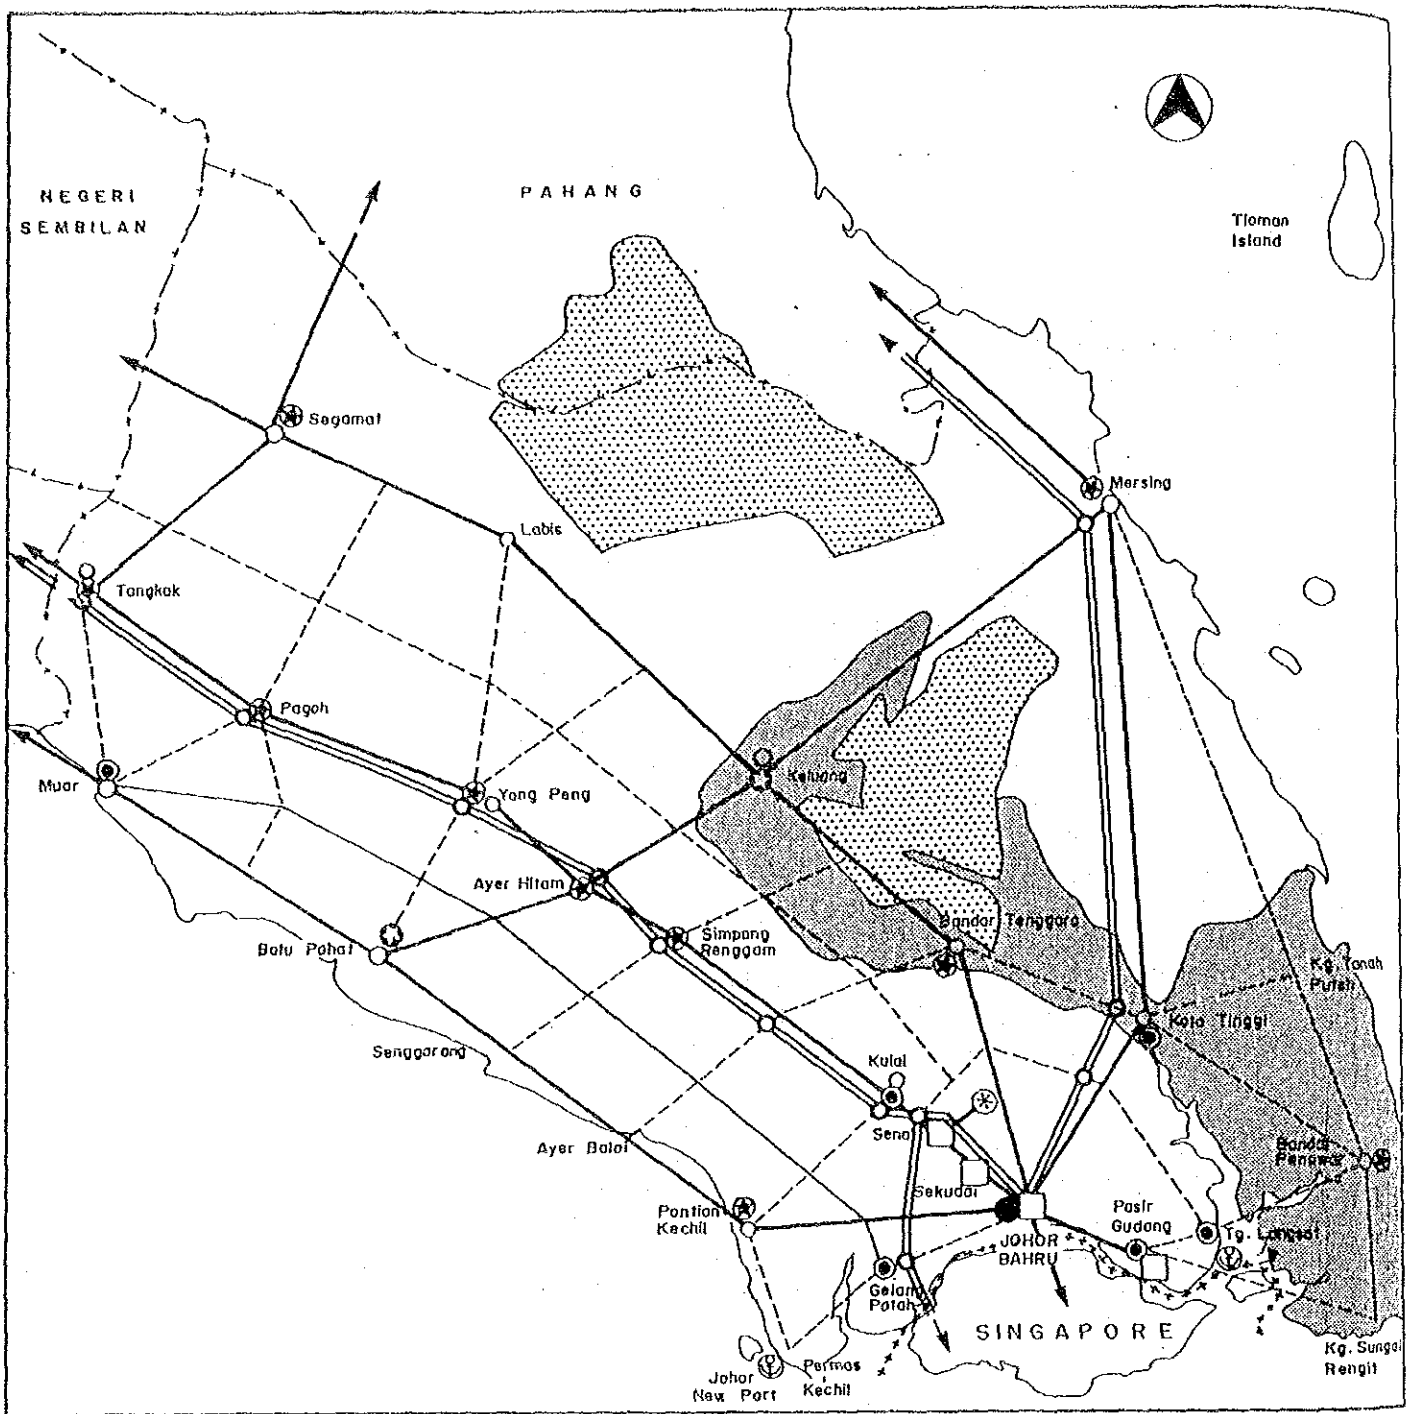 NEGERI
SEMBILAN
PAHANG
Tioman
Island
Segamat
Mersing
Labis
Tangkak
Pagoh
Muar
Yong Peng
Keluang
Ayer Hitam
Batu Pahat
Simpang
Renggam
Bandar Tenggara
Kg. Tanah
Puteh
Kota Tinggi
Senggarang
Kulai
Senai
Ayer Baloi
Bandar
Penawar
Sekudai
Pontian
Kechil
Pasir
Gudang
Tg. Langsat
JOHOR
BAHRU
Gelang
Patah
SINGAPORE
Kg. Sungai
Rengit
Johor
New Port
Permas
Kechil